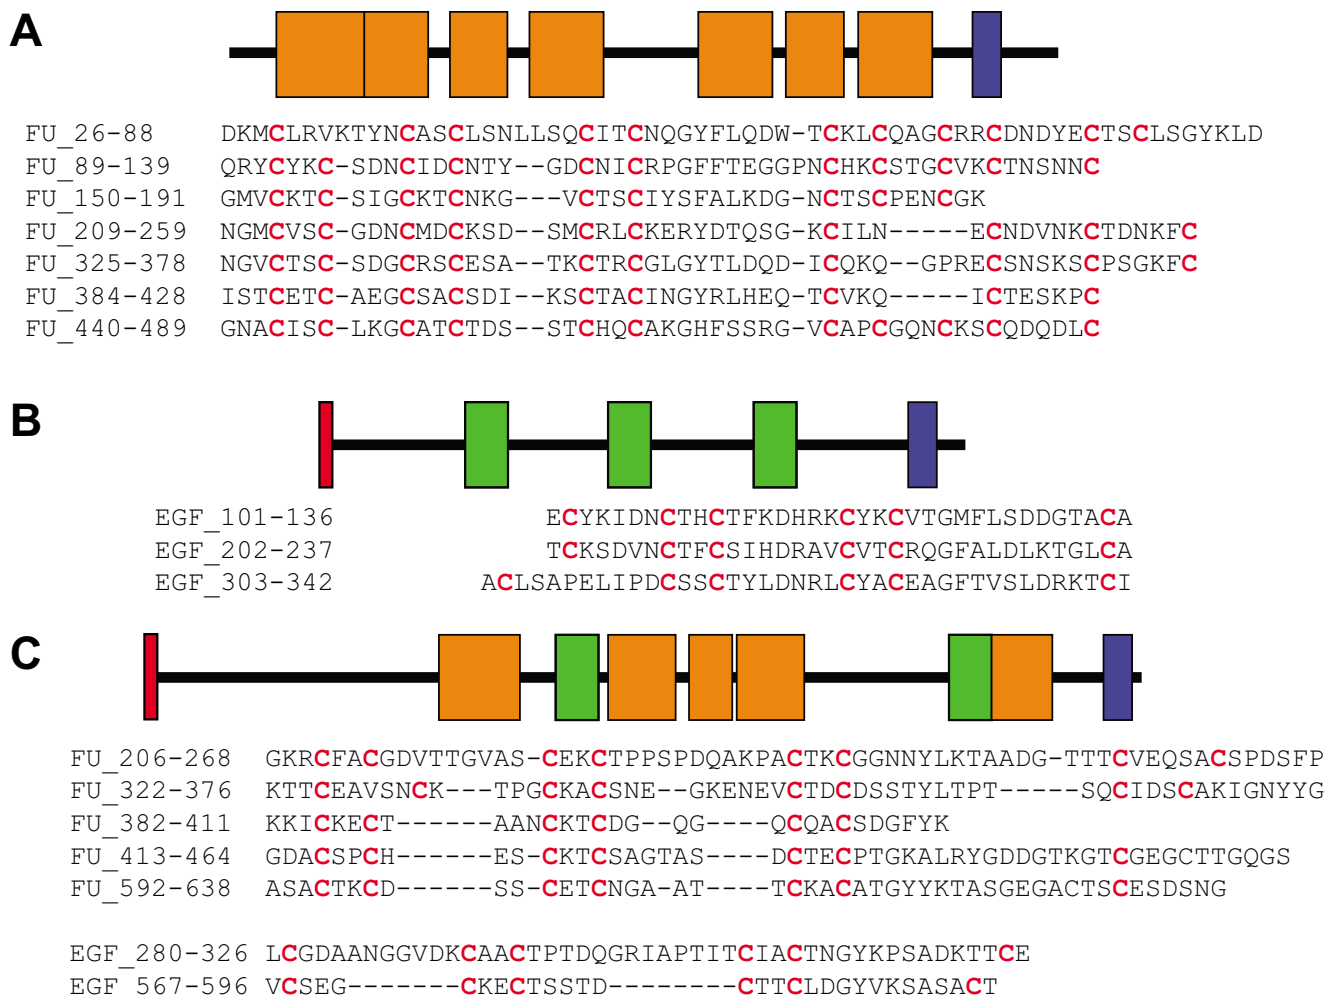 A
FU_26-88 DKMCLRVKTYNCASCLSNLLSQCITCNQGYFLQDW-TCKLCQAGCRRCDNDYECTSCLSGYKLD
FU_89-139 QRYCYKC-SDNCIDCNTY--GDCNICRPGFFTEGGPNCHKCSTGCVKCTNSNNC
FU_150-191 GMVCKTC-SIGCKTCNKG---VCTSCIYSFALKDG-NCTSCPENCGK
FU_209-259 NGMCVSC-GDNCMDCKSD--SMCRLCKERYDTQSG-KCILN-----ECNDVNKCTDNKFC
FU_325-378 NGVCTSC-SDGCRSCESA--TKCTRCGLGYTLDQD-ICQKQ--GPRECSNSKSCPSGKFC
FU_384-428 ISTCETC-AEGCSACSDI--KSCTACINGYRLHEQ-TCVKQ-----ICTESKPC
FU_440-489 GNACISC-LKGCATCTDS--STCHQCAKGHFSSRG-VCAPCGQNCKSCQDQDLC
B
EGF_101-136 ECYKIDNCTHCTFKDHRKCYKCVTGMFLSDDGTACA
EGF_202-237 TCKSDVNCTFCSIHDRAVCVTCRQGFALDLKTGLCA
EGF_303-342 ACLSAPELIPDCSSCTYLDNRLCYACEAGFTVSLDRKTCI
C
FU_206-268 GKRCFACGDVTTGVAS-CEKCTPPSPDQAKPACTKCGGNNYLKTAADG-TTTCVEQSACSPDSFP
FU_322-376 KTTCEAVSNCK---TPGCKACSNE--GKENEVCTDCDSSTYLTPT-----SQCIDSCAKIGNYYG
FU_382-411 KKICKECT------AANCKTCDG--QG----QCQACSDGFYK
FU_413-464 GDACSPCH------ES-CKTCSAGTAS----DCTECPTGKALRYGDDGTKGTCGEGCTTGQGS
FU_592-638 ASACTKCD------SS-CETCNGA-AT----TCKACATGYYKTASGEGACTSCESDSNG
EGF_280-326 LCGDAANGGVDKCAACTPTDQGRIAPTITCIACTNGYKPSADKTTCE
EGF_567-596 VCSEG-------CKECTSSTD--------CTTCLDGYVKSASACT